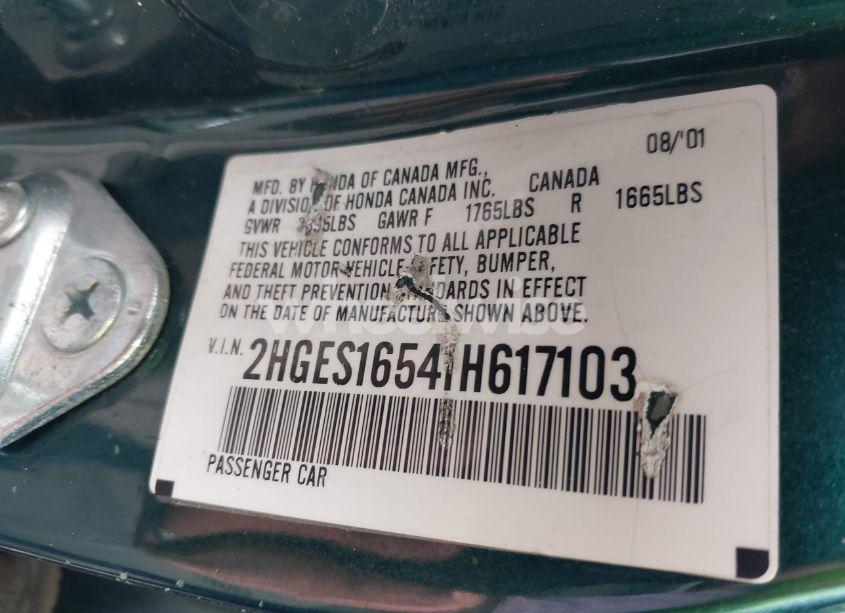 08/'01
MFD. BY HONDA OF CANADA MFG.,
A DIVISION OF HONDA CANADA INC. CANADA
GVWR GAWR F 1765LBS R 1665LBS
THIS VEHICLE CONFORMS TO ALL APPLICABLE
FEDERAL MOTOR VEHICLE SAFETY, BUMPER,
AND THEFT PREVENTION STANDARDS IN EFFECT
ON THE DATE OF MANUFACTURE SHOWN ABOVE.
V.I.N. 2HGES16541H617103
PASSENGER CAR